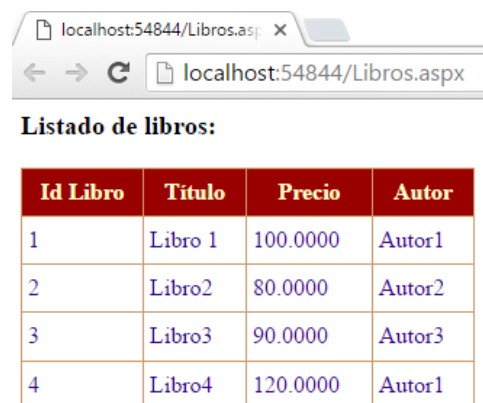 localhost:54844/Libros.asp
localhost:54844/Libros.aspx
Listado de libros:
Id Libro Título Precio Autor
1 Libro 1 100.0000 Autor1
2 Libro2 80.0000 Autor2
3 Libro3 90.0000 Autor3
4 Libro4 120.0000 Autor1